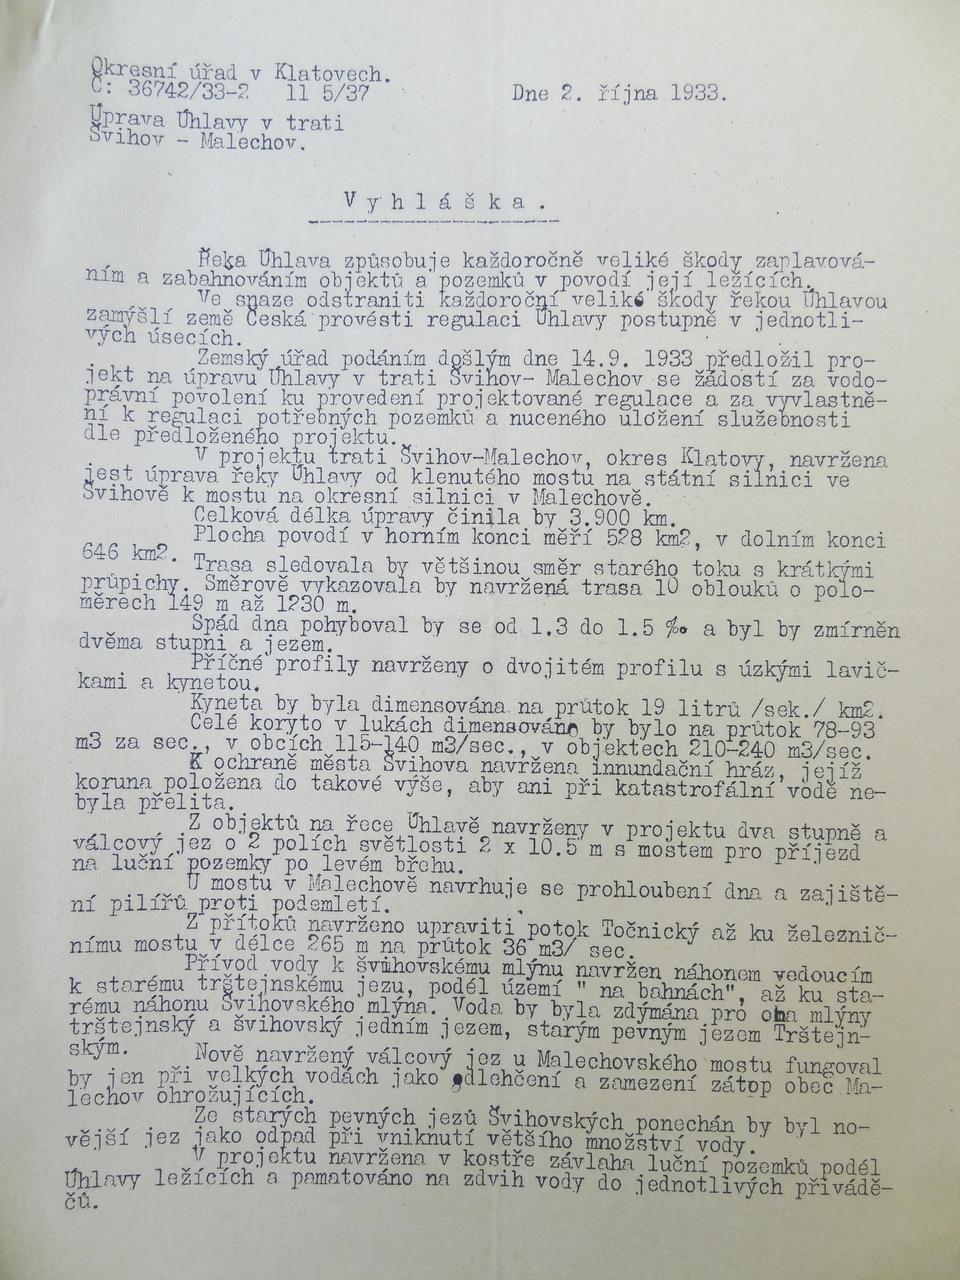 Okresní úřad v Klatovech.
Č: 36742/33-2   11 5/37   Dne 2. října 1933.
Úprava Úhlavy v trati
Švihov - Malechov.
Vyhláška.
Řeka Úhlava způsobuje každoročně veliké škody zaplavová-
ním a zabahnováním objektů a pozemků v povodí její ležících.
Ve snaze odstraniti každoroční veliké škody řekou Úhlavou
zamýšlí země Česká provésti regulaci Úhlavy postupně v jednotli-
vých úsecích.
Zemský úřad podáním došlým dne 14.9. 1933 předložil pro-
jekt na úpravu Úhlavy v trati Švihov- Malechov se žádostí za vodo-
právní povolení ku provedení projektované regulace a za vyvlastně-
ní k regulaci potřebných pozemků a nuceného uložení služebnosti
dle předloženého projektu.
V projektu trati Švihov-Malechov, okres Klatovy, navržena
jest úprava řeky Úhlavy od klenutého mostu na státní silnici ve
Švihově k mostu na okresní silnici v Malechově.
Celková délka úpravy činila by 3.900 km.
Plocha povodí v horním konci měří 528 km2, v dolním konci
646 km2.
Trasa sledovala by většinou směr starého toku s krátkými
průpichy. Směrově vykazovala by navržená trasa 10 oblouků o polo-
měrech 149 m až 1230 m.
Spád dna pohyboval by se od 1.3 do 1.5 ‰ a byl by zmírněn
dvěma stupni a jezem.
Příčné profily navrženy o dvojitém profilu s úzkými lavič-
kami a kynetou.
Kyneta by byla dimensována na průtok 19 litrů /sek./ km2.
Celé koryto v lukách dimensováno by bylo na průtok 78-93
m3 za sec., v obcích 115-140 m3/sec., v objektech 210-240 m3/sec.
K ochraně města Švihova navržena innundační hráz, jejíž
koruna položena do takové výše, aby ani při katastrofální vodě ne-
byla přelita.
Z objektů na řece Úhlavě navrženy v projektu dva stupně a
válcový jez o 2 polích světlosti 2 x 10.5 m s mostem pro příjezd
na luční pozemky po levém břehu.
U mostu v Malechově navrhuje se prohloubení dna a zajiště-
ní pilířů proti podemletí.
Z přítoků navrženo upraviti potok Točnický až ku železnič-
nímu mostu v délce 265 m na průtok 36 m3/ sec.
Přívod vody k švihovskému mlýnu navržen náhonem vedoucím
k starému trštejnskému jezu, podél území " na bahnách", až ku sta-
rému náhonu Švihovského mlýna. Voda by byla zdýmána pro oba mlýny
trštejnský a švihovský jedním jezem, starým pevným jezem Trštejn-
ským.
Nově navržený válcový jez u Malechovského mostu fungoval
by jen při velkých vodách jako odlehčení a zamezení zátop obec Ma-
lechov ohrožujících.
Ze starých pevných jezů Švihovských ponechán by byl no-
vější jez jako odpad při vniknutí většího množství vody.
V projektu navržena v kostře závlaha luční pozemků podél
Úhlavy ležících a pamatováno na zdvih vody do jednotlivých přivádě-
čů.